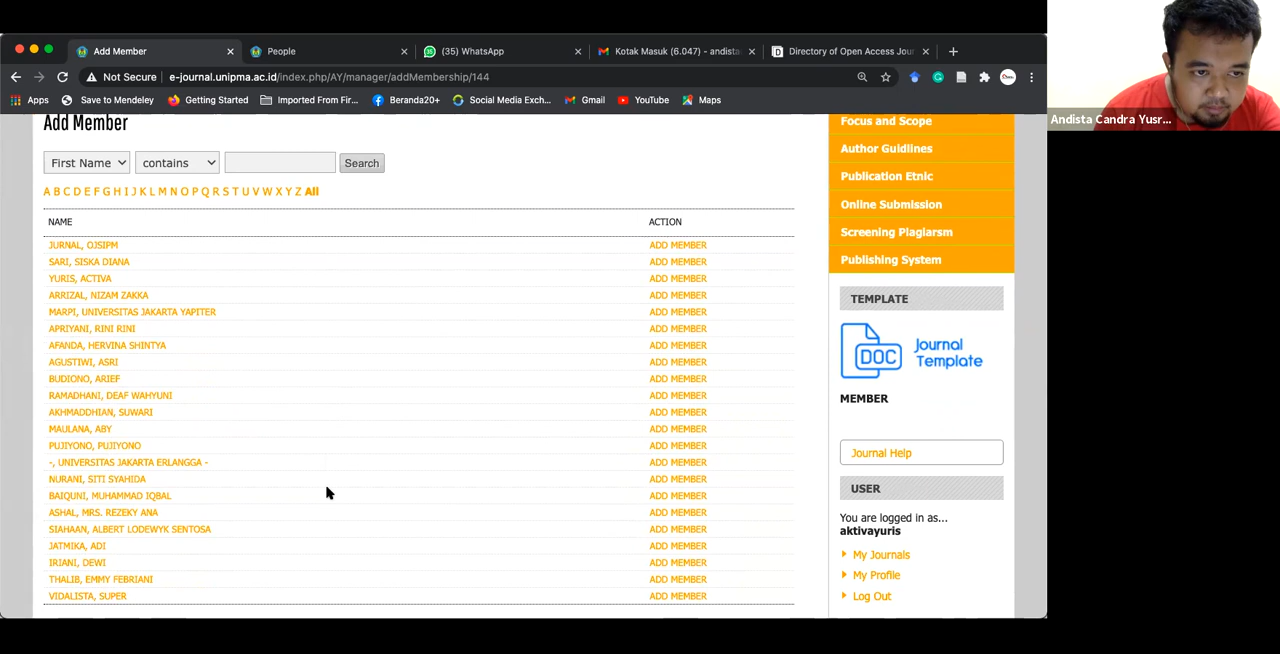 Add Member
People
(35) WhatsApp
Kotak Masuk (6.047) - andista
Directory of Open Access Jou
Not Secure
e-journal.unipma.ac.id/index.php/AY/manager/addMembership/144
Apps
Save to Mendeley
Getting Started
Imported From Fir...
Beranda20+
Social Media Exch...
Gmail
YouTube
Maps
Andista Candra Yusr...
Add Member
First Name
contains
Search
A B C D E F G H I J K L M N O P Q R S T U V W X Y Z All
NAME ACTION
JURNAL, OJSIPM ADD MEMBER
SARI, SISKA DIANA ADD MEMBER
YURIS, ACTIVA ADD MEMBER
ARRIZAL, NIZAM ZAKKA ADD MEMBER
MARPI, UNIVERSITAS JAKARTA YAPITER ADD MEMBER
APRIYANI, RINI RINI ADD MEMBER
AFANDA, HERVINA SHINTYA ADD MEMBER
AGUSTIWI, ASRI ADD MEMBER
BUDIONO, ARIEF ADD MEMBER
RAMADHANI, DEAF WAHYUNI ADD MEMBER
AKHMADDHIAN, SUWARI ADD MEMBER
MAULANA, ABY ADD MEMBER
PUJIYONO, PUJIYONO ADD MEMBER
-, UNIVERSITAS JAKARTA ERLANGGA - ADD MEMBER
NURANI, SITI SYAHIDA ADD MEMBER
BAIQUNI, MUHAMMAD IQBAL ADD MEMBER
ASHAL, MRS. REZEKY ANA ADD MEMBER
SIAHAAN, ALBERT LODEWYK SENTOSA ADD MEMBER
JATMIKA, ADI ADD MEMBER
IRIANI, DEWI ADD MEMBER
THALIB, EMMY FEBRIANI ADD MEMBER
VIDALISTA, SUPER ADD MEMBER
Focus and Scope
Author Guidlines
Publication Etnic
Online Submission
Screening Plagiarsm
Publishing System
TEMPLATE
DOC
Journal
Template
MEMBER
Journal Help
USER
You are logged in as...
aktivayuris
My Journals
My Profile
Log Out